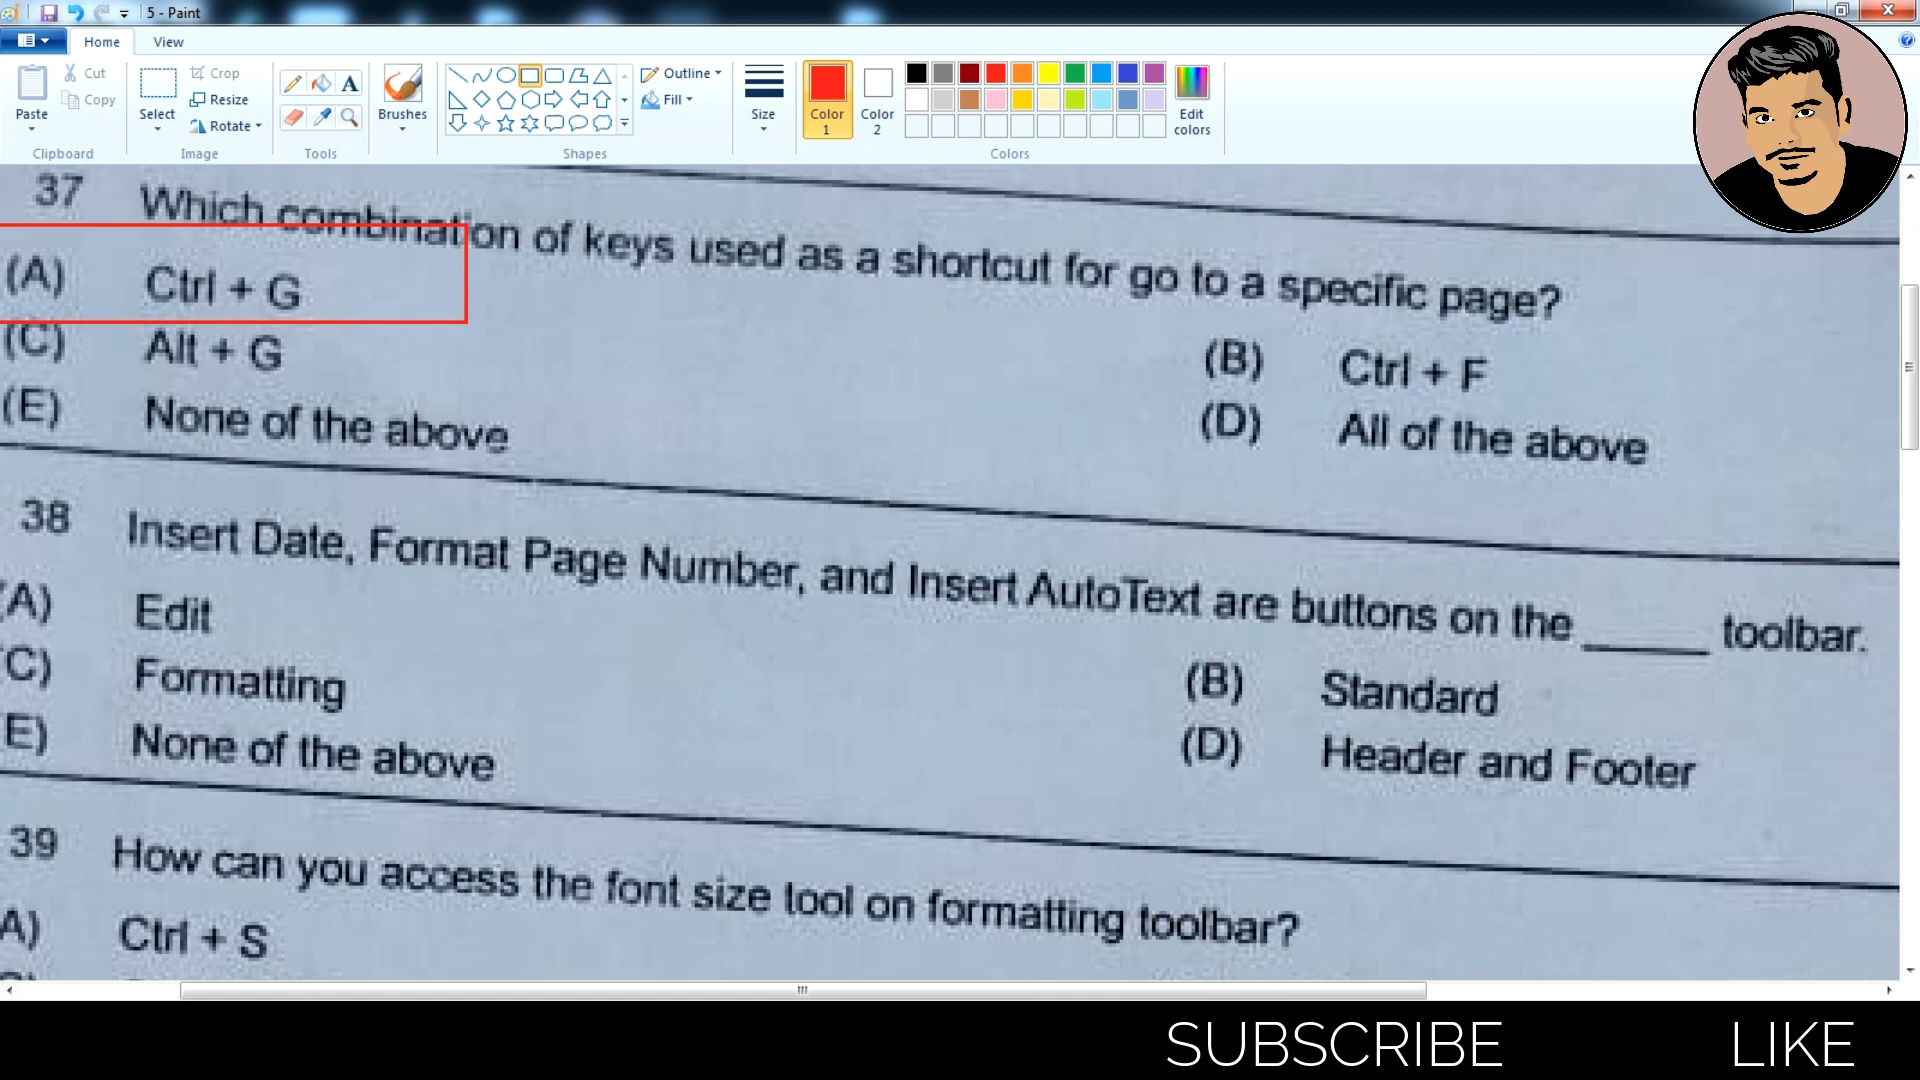 5 - Paint
Home View
Paste Cut Copy Clipboard
Select Crop Resize Rotate Image
A
Tools
Brushes
Shapes
Outline
Fill
Size
Color 1
Color 2
Edit colors
Colors
37 Which combination of keys used as a shortcut for go to a specific page?
(A) Ctrl + G
(B) Ctrl + F
(C) Alt + G
(D) All of the above
(E) None of the above
38 Insert Date, Format Page Number, and Insert AutoText are buttons on the ______ toolbar.
(A) Edit
(B) Standard
(C) Formatting
(D) Header and Footer
(E) None of the above
39 How can you access the font size tool on formatting toolbar?
(A) Ctrl + S
SUBSCRIBE LIKE